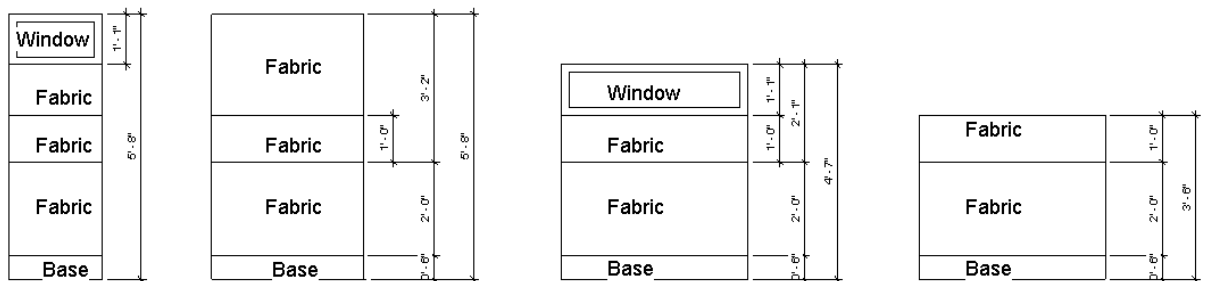 Window
Fabric
Fabric
Fabric
Base
1'-1"
5'-8"
Fabric
Fabric
Fabric
Base
1'-0"
3'-2"
2'-0"
0'-6"
5'-8"
Window
Fabric
Fabric
Base
1'-1"
1'-0"
2'-1"
2'-0"
0'-6"
4'-7"
Fabric
Fabric
Base
1'-0"
2'-0"
0'-6"
3'-6"